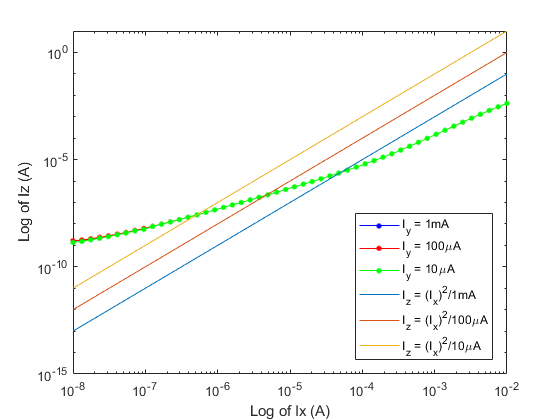 10^0
10^-5
10^-10
10^-15
Log of Iz (A)
I_y = 1mA
I_y = 100μA
I_y = 10μA
I_z = (I_x)^2/1mA
I_z = (I_x)^2/100μA
I_z = (I_x)^2/10μA
10^-8 10^-7 10^-6 10^-5 10^-4 10^-3 10^-2
Log of Ix (A)